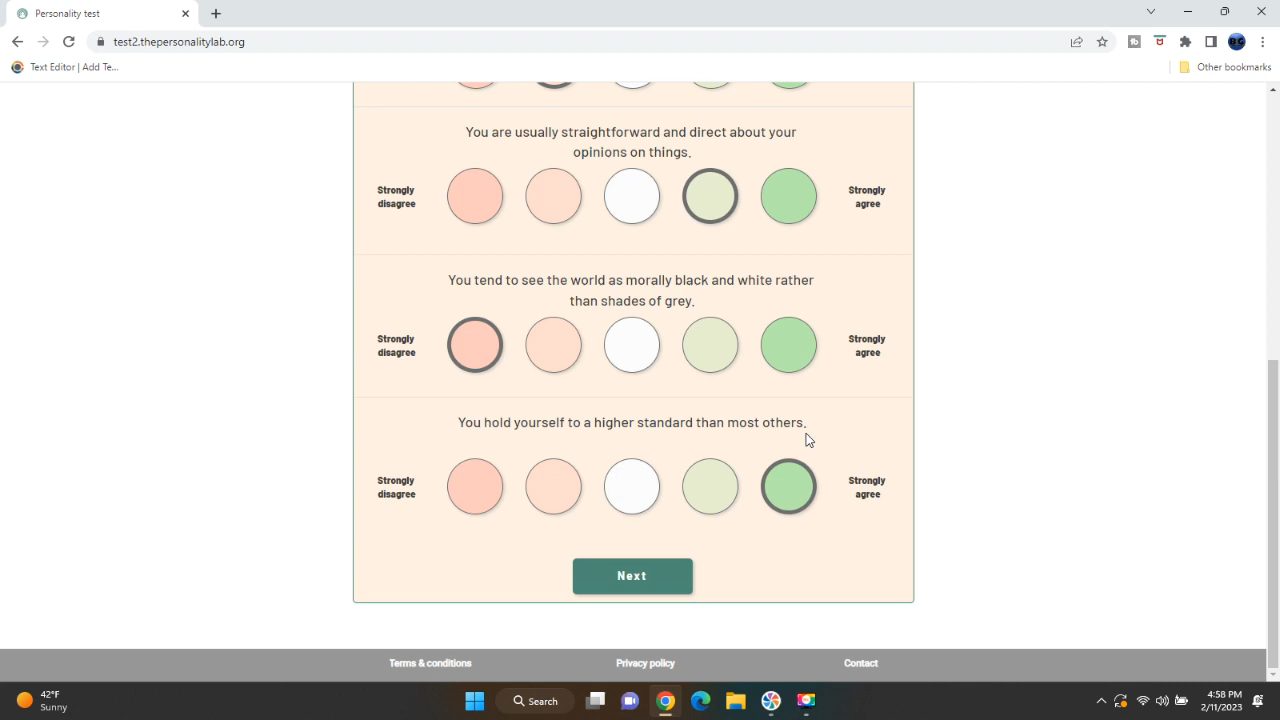 Personality test
test2.thepersonalitylab.org
Text Editor | Add Te...
Other bookmarks
You are usually straightforward and direct about your
opinions on things.
Strongly
disagree
Strongly
agree
You tend to see the world as morally black and white rather
than shades of grey.
Strongly
disagree
Strongly
agree
You hold yourself to a higher standard than most others.
Strongly
disagree
Strongly
agree
Next
Terms & conditions
Privacy policy
Contact
42°F
Sunny
Search
4:58 PM
2/11/2023